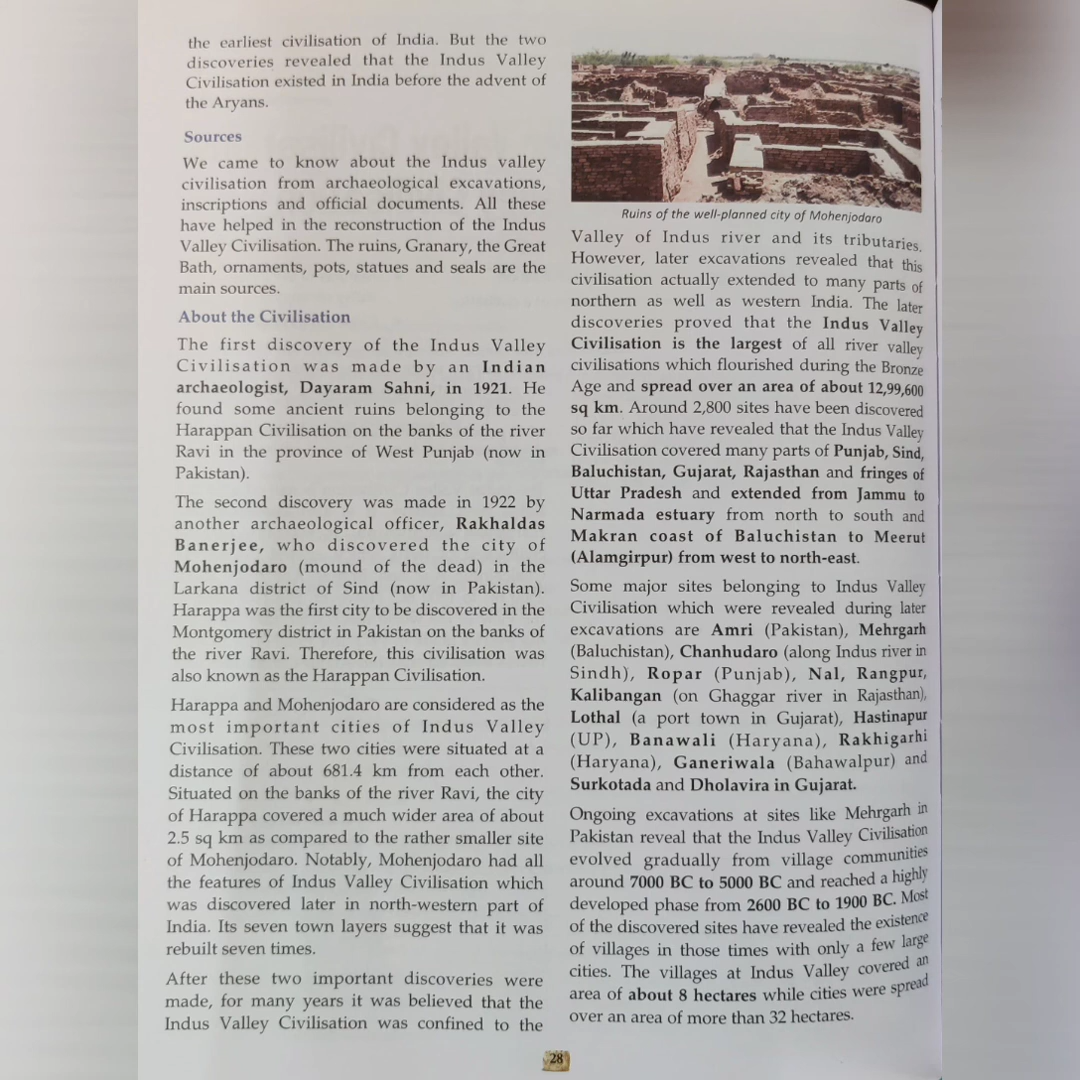 the earliest civilisation of India. But the two
discoveries revealed that the Indus Valley
Civilisation existed in India before the advent of
the Aryans.
Sources
We came to know about the Indus valley
civilisation from archaeological excavations,
inscriptions and official documents. All these
have helped in the reconstruction of the Indus
Valley Civilisation. The ruins, Granary, the Great
Bath, ornaments, pots, statues and seals are the
main sources.
About the Civilisation
The first discovery of the Indus Valley
Civilisation was made by an Indian
archaeologist, Dayaram Sahni, in 1921. He
found some ancient ruins belonging to the
Harappan Civilisation on the banks of the river
Ravi in the province of West Punjab (now in
Pakistan).
The second discovery was made in 1922 by
another archaeological officer, Rakhaldas
Banerjee, who discovered the city of
Mohenjodaro (mound of the dead) in the
Larkana district of Sind (now in Pakistan).
Harappa was the first city to be discovered in the
Montgomery district in Pakistan on the banks of
the river Ravi. Therefore, this civilisation was
also known as the Harappan Civilisation.
Harappa and Mohenjodaro are considered as the
most important cities of Indus Valley
Civilisation. These two cities were situated at a
distance of about 681.4 km from each other.
Situated on the banks of the river Ravi, the city
of Harappa covered a much wider area of about
2.5 sq km as compared to the rather smaller site
of Mohenjodaro. Notably, Mohenjodaro had all
the features of Indus Valley Civilisation which
was discovered later in north-western part of
India. Its seven town layers suggest that it was
rebuilt seven times.
After these two important discoveries were
made, for many years it was believed that the
Indus Valley Civilisation was confined to the
Ruins of the well-planned city of Mohenjodaro
Valley of Indus river and its tributaries.
However, later excavations revealed that this
civilisation actually extended to many parts of
northern as well as western India. The later
discoveries proved that the Indus Valley
Civilisation is the largest of all river valley
civilisations which flourished during the Bronze
Age and spread over an area of about 12,99,600
sq km. Around 2,800 sites have been discovered
so far which have revealed that the Indus Valley
Civilisation covered many parts of Punjab, Sind,
Baluchistan, Gujarat, Rajasthan and fringes of
Uttar Pradesh and extended from Jammu to
Narmada estuary from north to south and
Makran coast of Baluchistan to Meerut
(Alamgirpur) from west to north-east.
Some major sites belonging to Indus Valley
Civilisation which were revealed during later
excavations are Amri (Pakistan), Mehrgarh
(Baluchistan), Chanhudaro (along Indus river in
Sindh), Ropar (Punjab), Nal, Rangpur,
Kalibangan (on Ghaggar river in Rajasthan),
Lothal (a port town in Gujarat), Hastinapur
(UP), Banawali (Haryana), Rakhigarhi
(Haryana), Ganeriwala (Bahawalpur) and
Surkotada and Dholavira in Gujarat.
Ongoing excavations at sites like Mehrgarh in
Pakistan reveal that the Indus Valley Civilisation
evolved gradually from village communities
around 7000 BC to 5000 BC and reached a highly
developed phase from 2600 BC to 1900 BC. Most
of the discovered sites have revealed the existence
of villages in those times with only a few large
cities. The villages at Indus Valley covered an
area of about 8 hectares while cities were spread
over an area of more than 32 hectares.
28